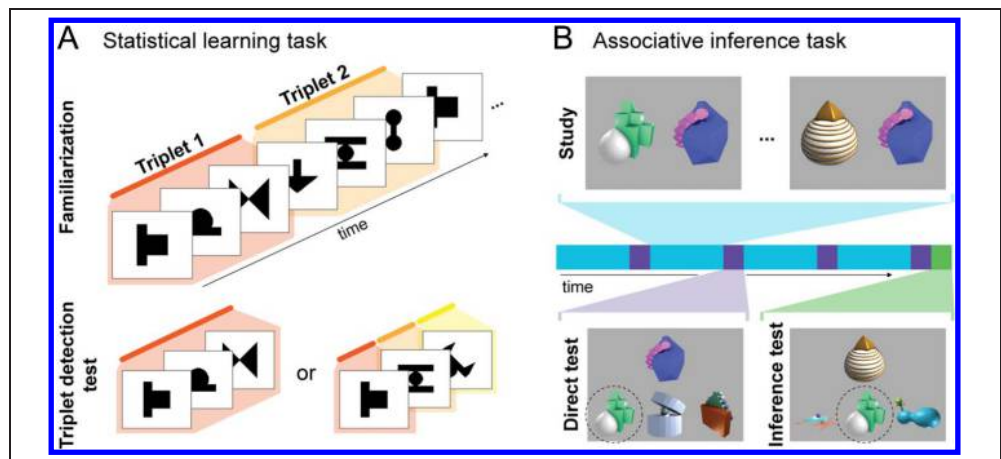 A Statistical learning task
Familiarization
Triplet 1
Triplet 2
...
time
Triplet detection
test
or
B Associative inference task
Study
...
time
Direct test
Inference test